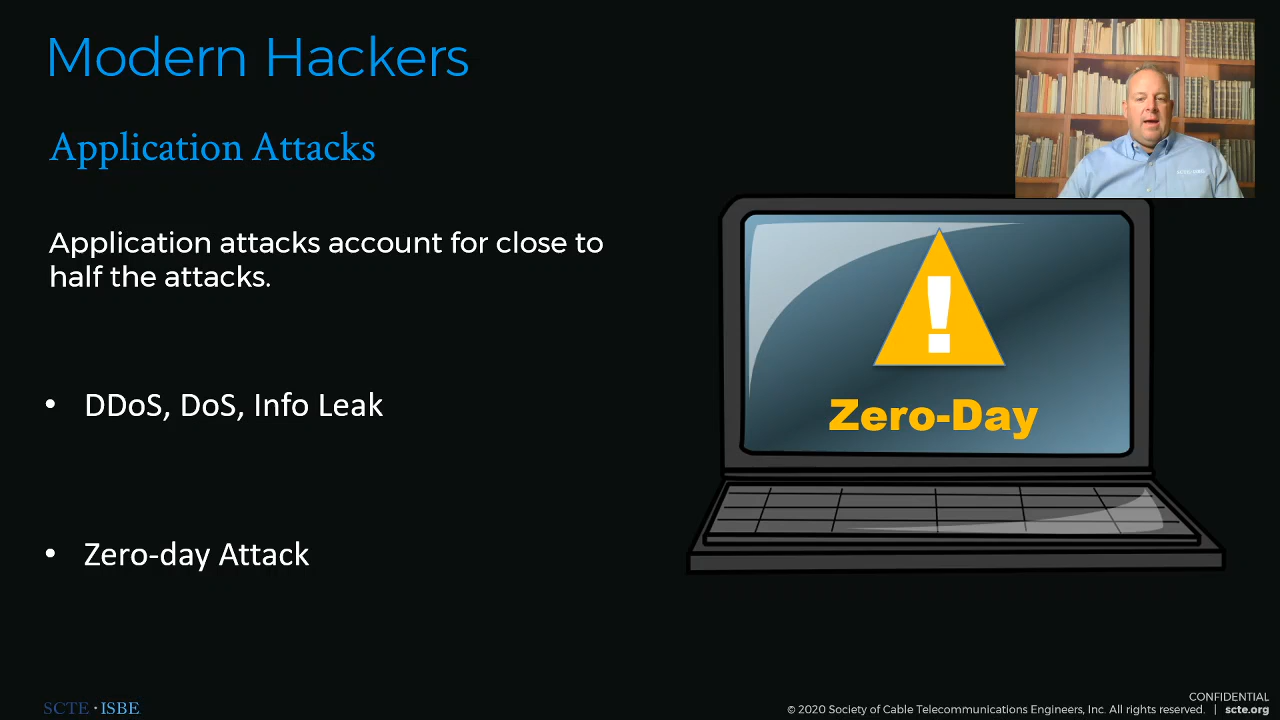 Modern Hackers
Application Attacks
Application attacks account for close to
half the attacks.
• DDoS, DoS, Info Leak
• Zero-day Attack
Zero-Day
SCTE · ISBE
CONFIDENTIAL
© 2020 Society of Cable Telecommunications Engineers, Inc. All rights reserved. | scte.org